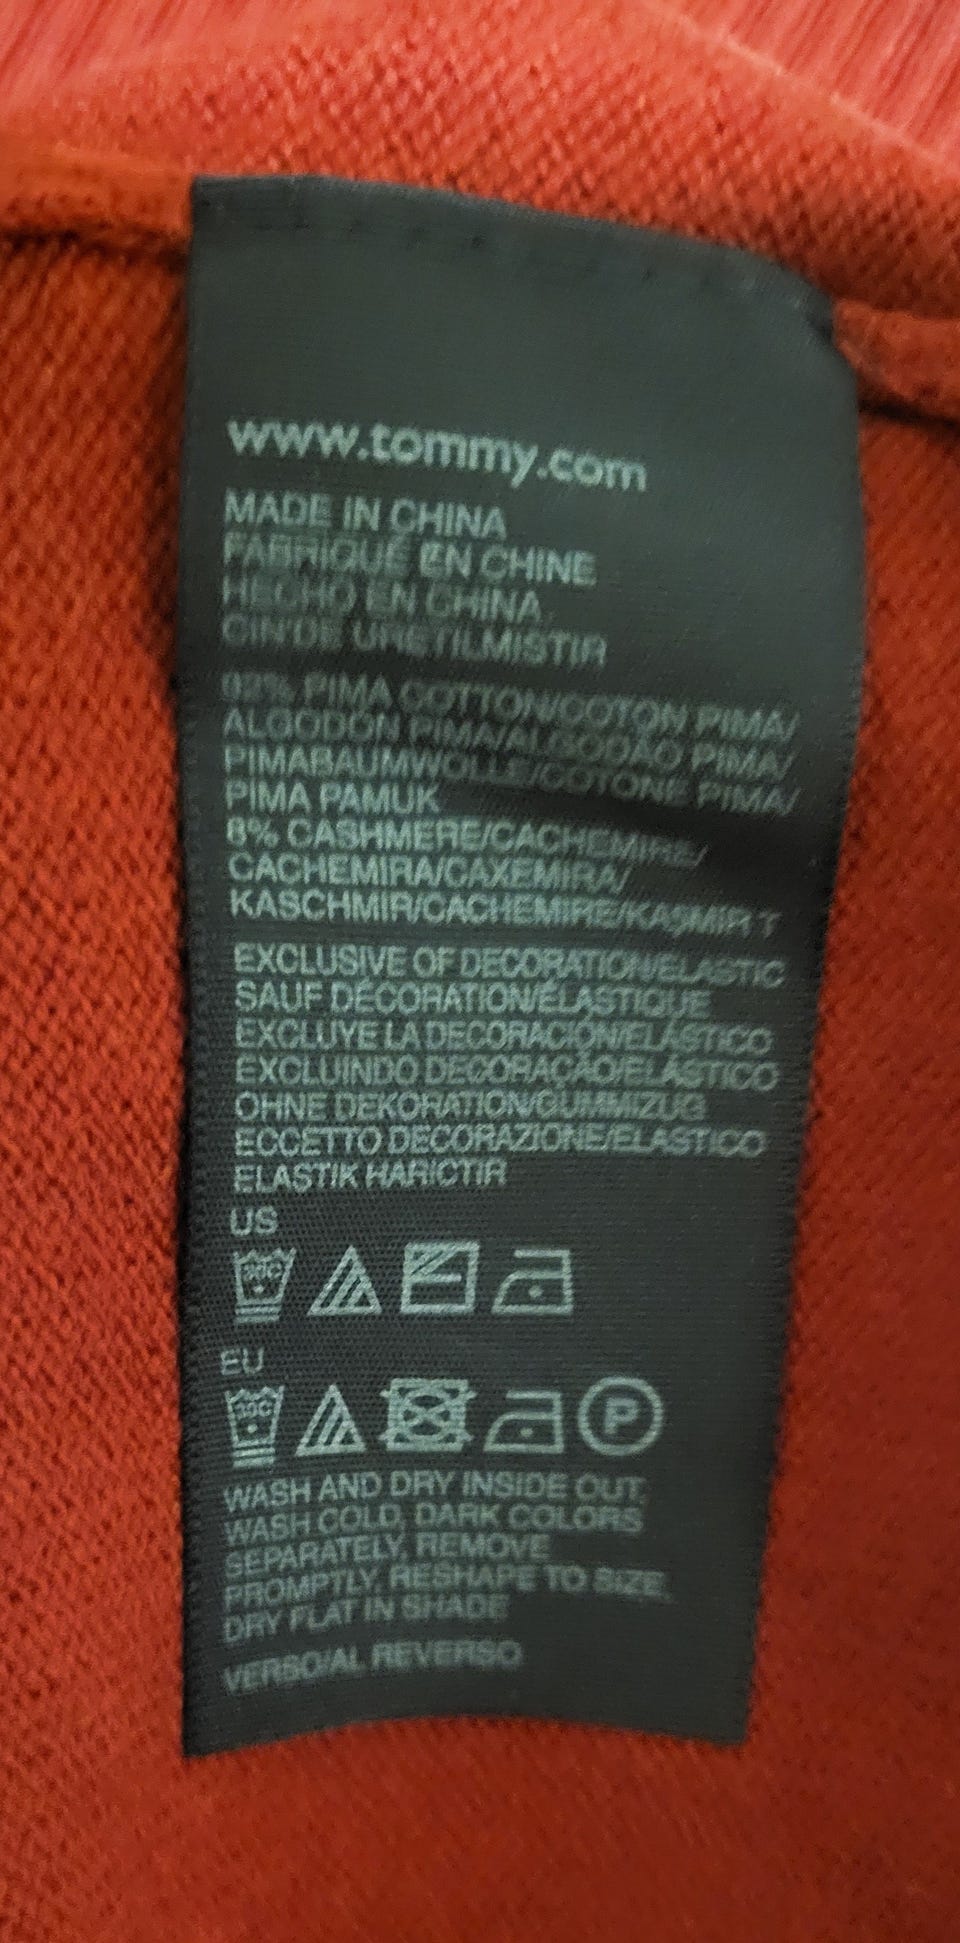 www.tommy.com
MADE IN CHINA
FABRIQUÉ EN CHINE
HECHO EN CHINA
CIN'DE URETILMISTIR
92% PIMA COTTON/COTON PIMA/
ALGODÓN PIMA/ALGODÃO PIMA/
PIMABAUMWOLLE/COTONE PIMA/
PIMA PAMUK
8% CASHMERE/CACHEMIRE/
CACHEMIRA/CAXEMIRA/
KASCHMIR/CACHEMIRE/KAŞMIR T
EXCLUSIVE OF DECORATION/ELASTIC
SAUF DÉCORATION/ÉLASTIQUE
EXCLUYE LA DECORACIÓN/ELÁSTICO
EXCLUINDO DECORAÇÃO/ELÁSTICO
OHNE DEKORATION/GUMMIZUG
ECCETTO DECORAZIONE/ELASTICO
ELASTIK HARICTIR
US
30C
EU
30C P
WASH AND DRY INSIDE OUT,
WASH COLD, DARK COLORS
SEPARATELY, REMOVE
PROMPTLY, RESHAPE TO SIZE,
DRY FLAT IN SHADE
VERSO/AL REVERSO